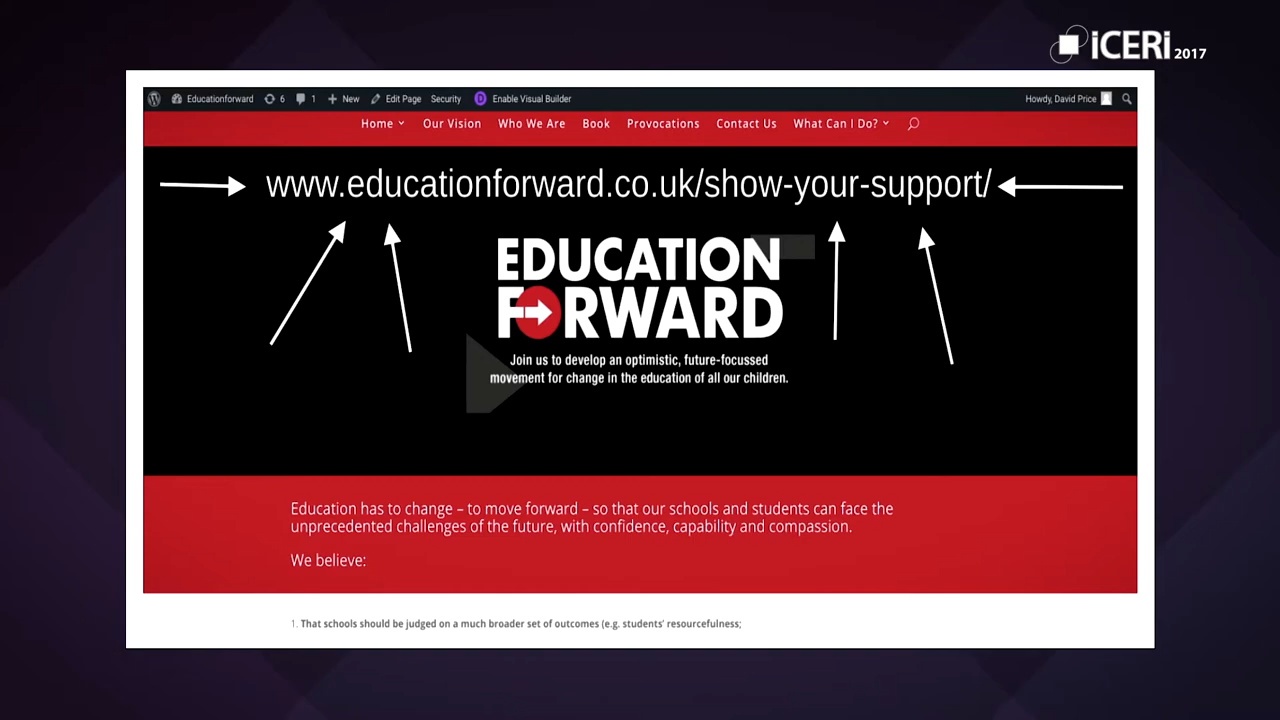 iCERi 2017
Educationforward 6 1 New Edit Page Security D Enable Visual Builder Howdy, David Price
Home Our Vision Who We Are Book Provocations Contact Us What Can I Do?
www.educationforward.co.uk/show-your-support/
EDUCATION
FORWARD
Join us to develop an optimistic, future-focussed
movement for change in the education of all our children.
Education has to change – to move forward – so that our schools and students can face the
unprecedented challenges of the future, with confidence, capability and compassion.
We believe:
1. That schools should be judged on a much broader set of outcomes (e.g. students' resourcefulness;